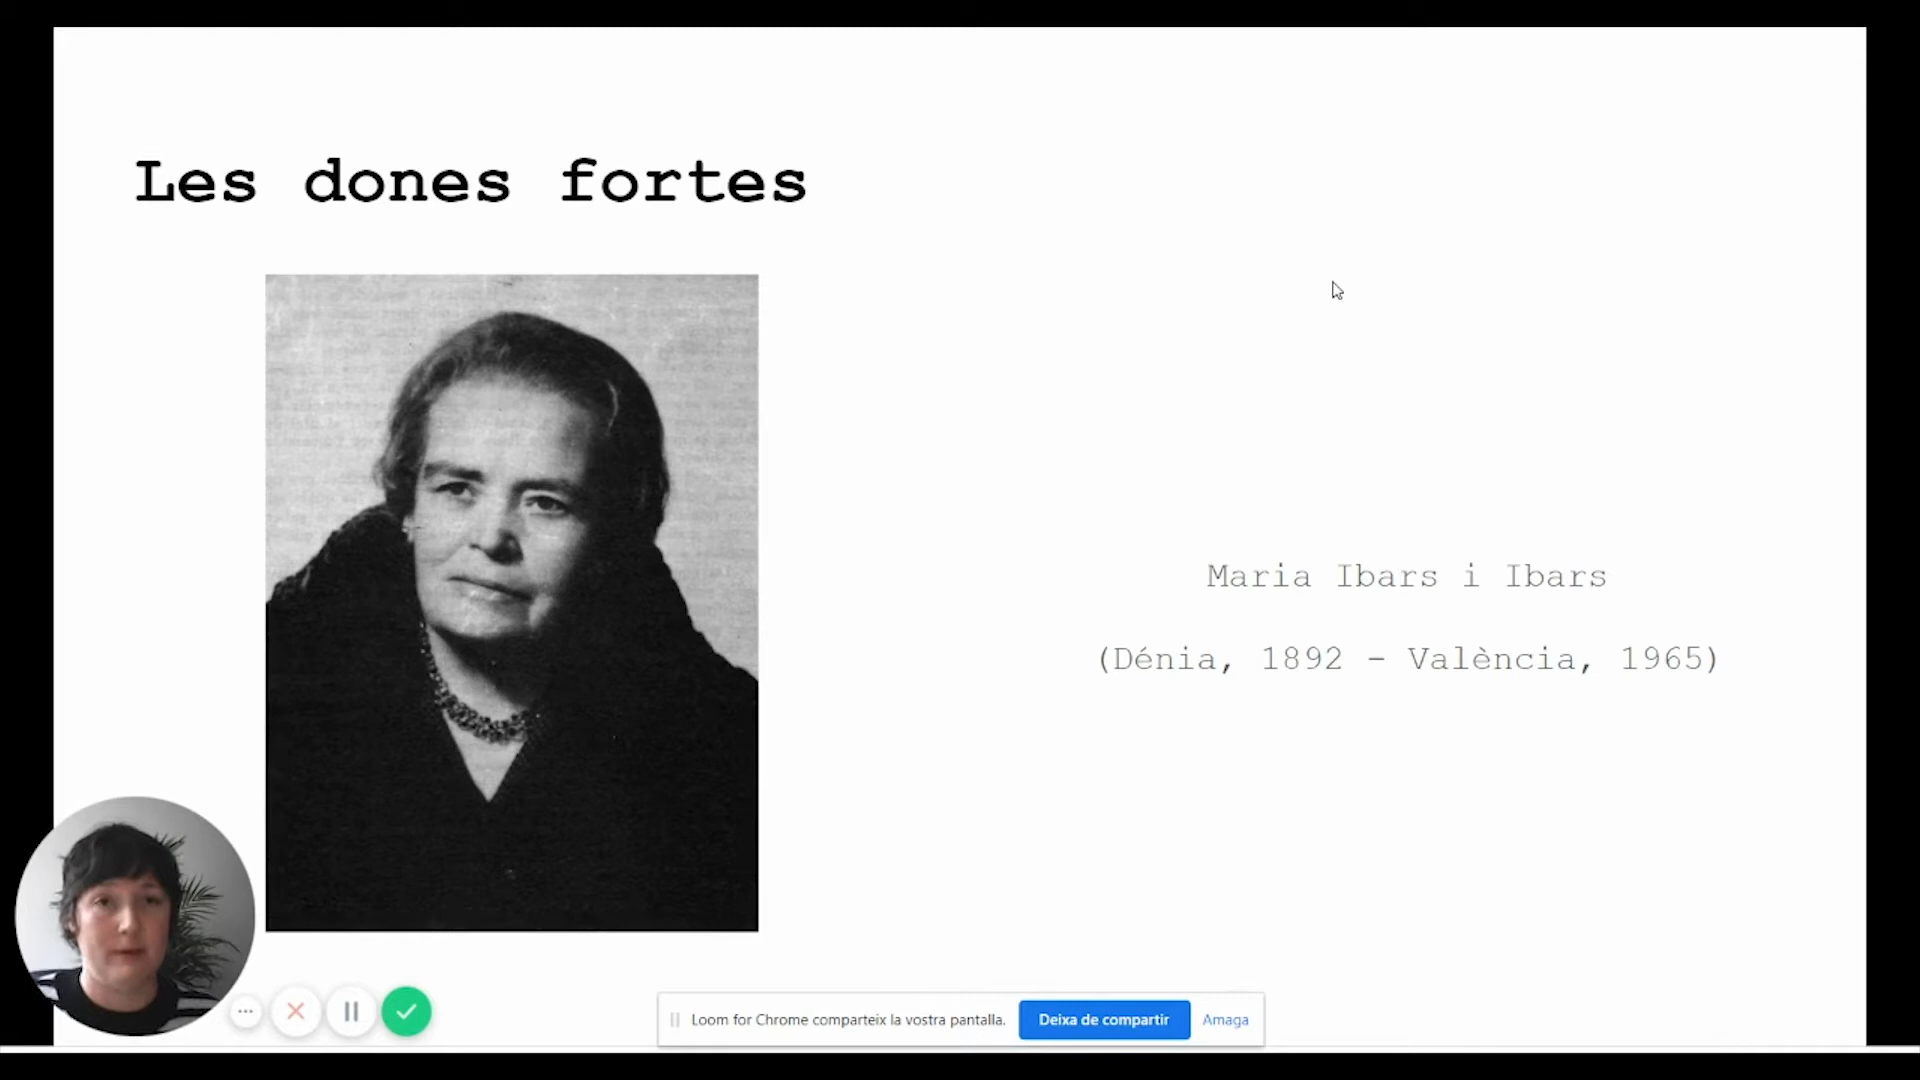 Les dones fortes
Maria Ibars i Ibars
(Dénia, 1892 - València, 1965)
Loom for Chrome comparteix la vostra pantalla.
Deixa de compartir
Amaga